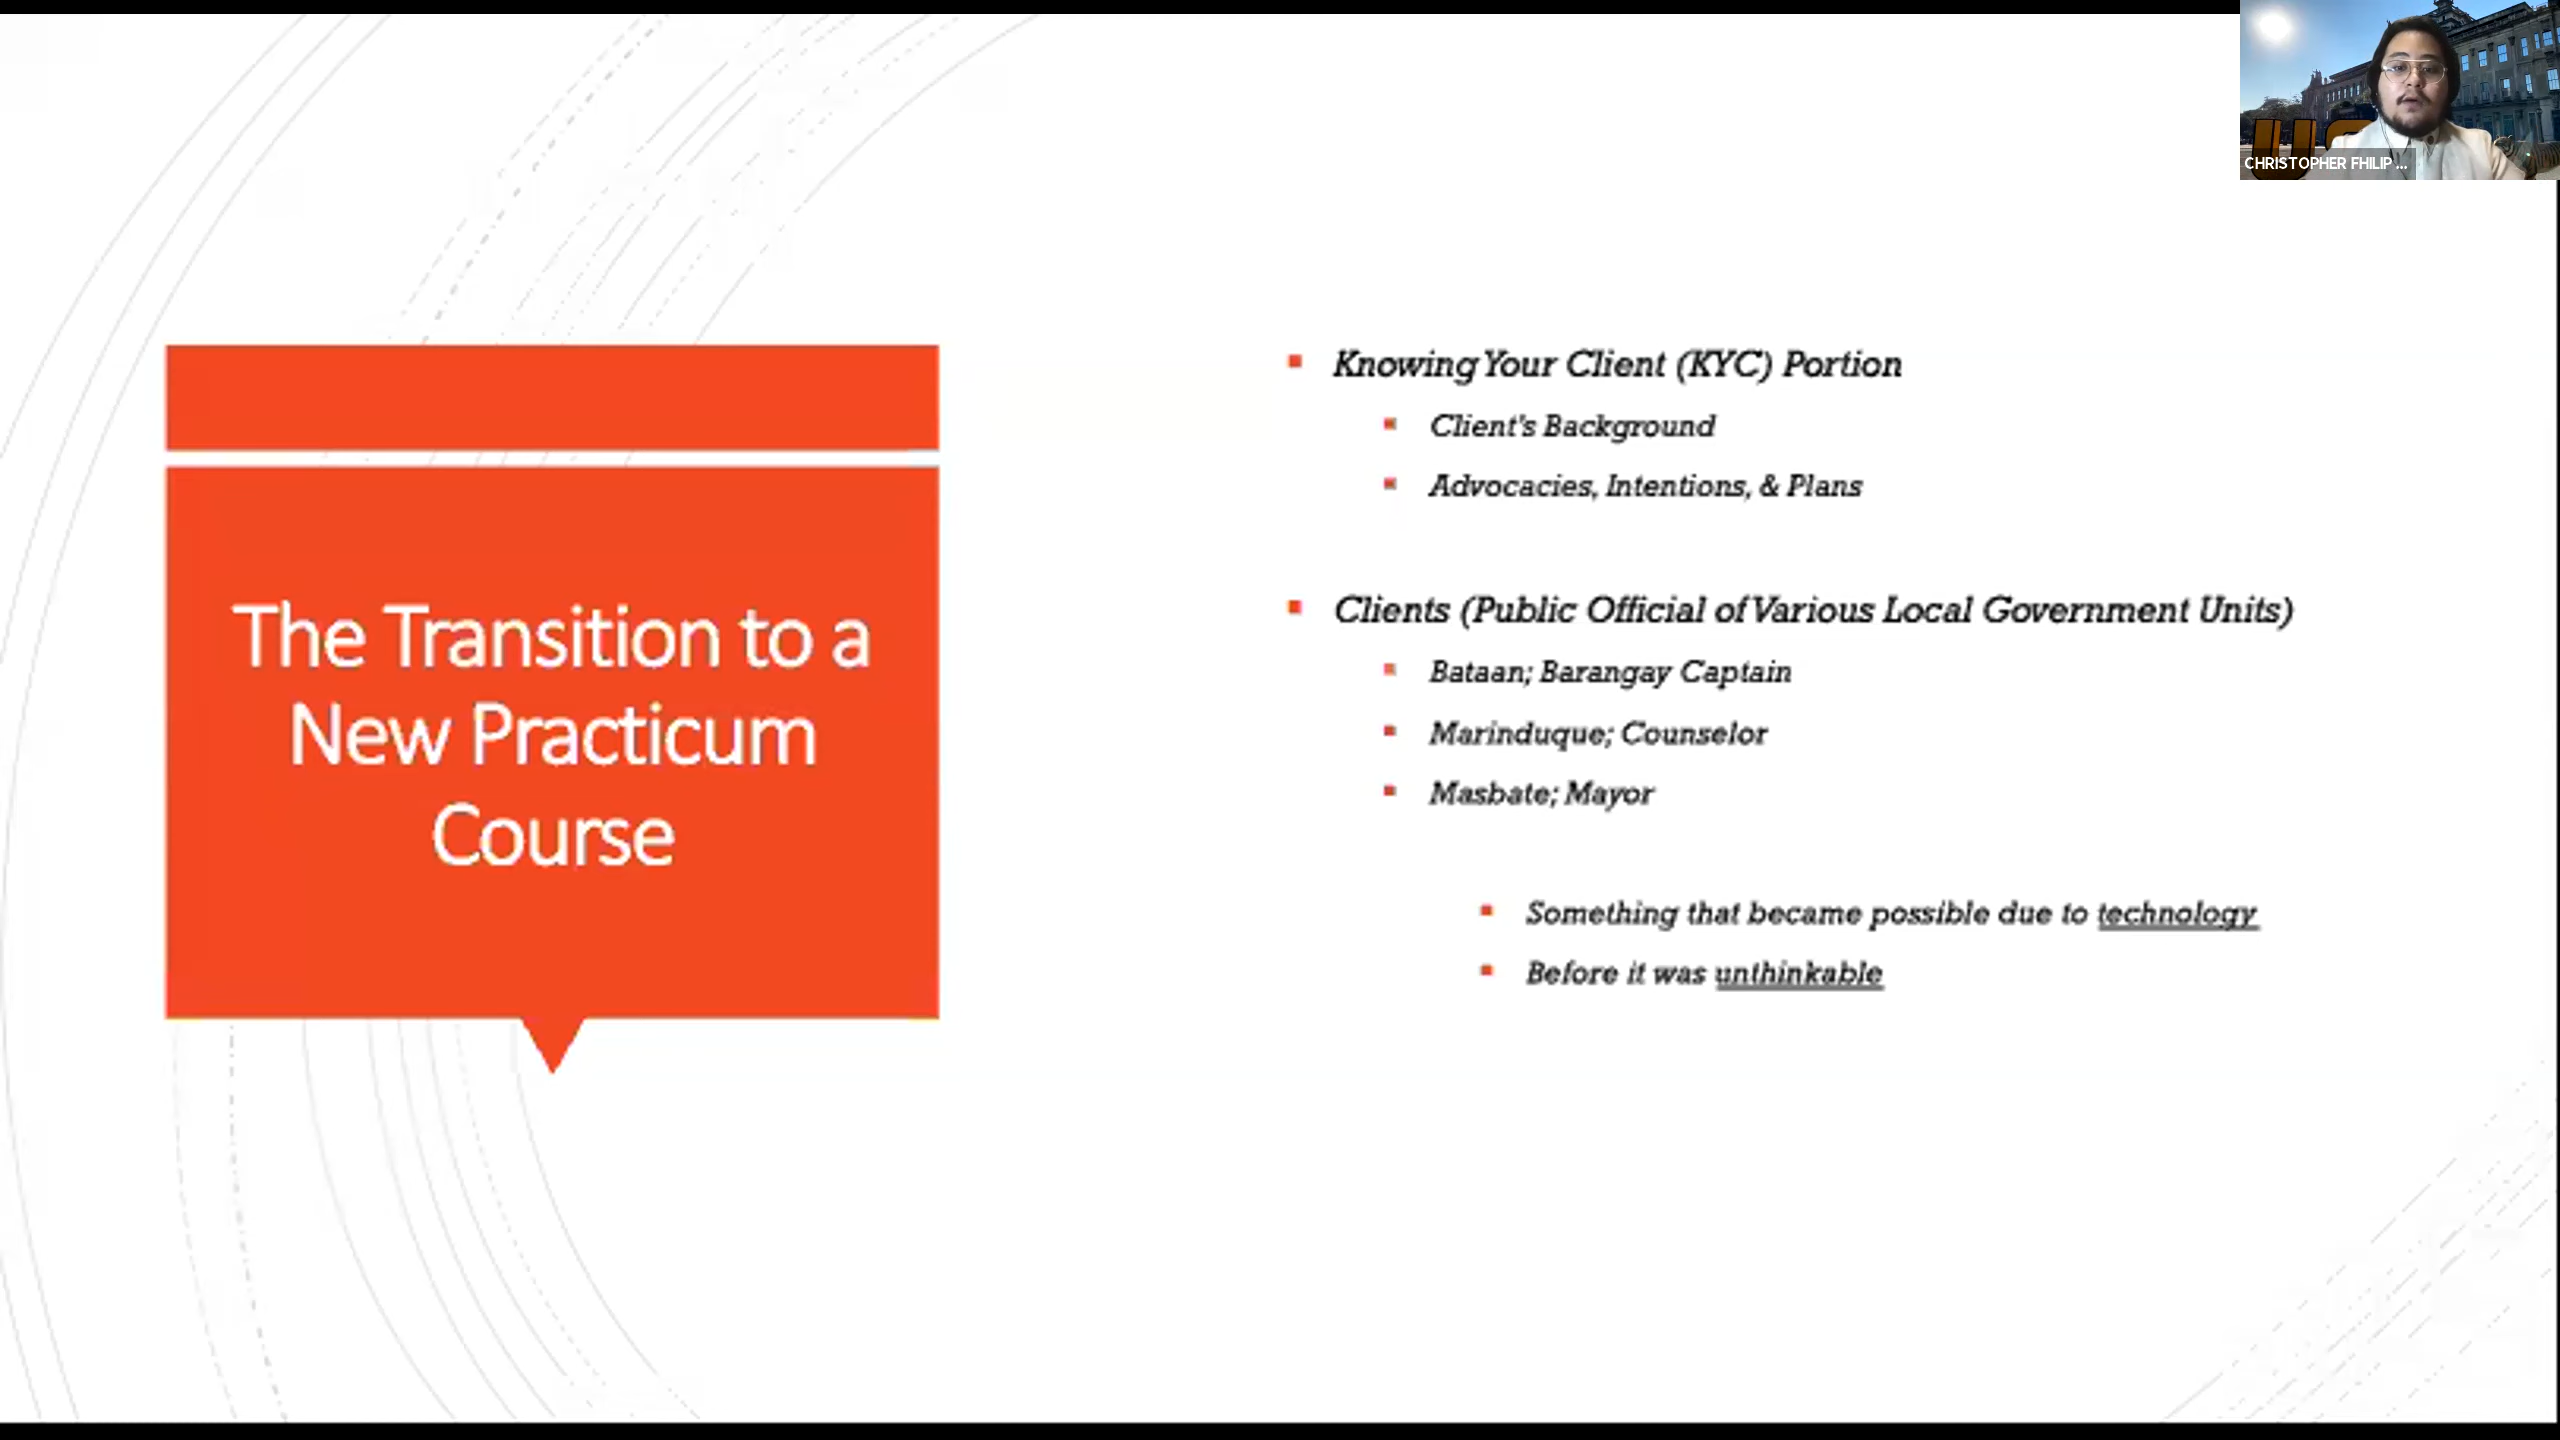 CHRISTOPHER FHILIP ...
The Transition to a
New Practicum
Course
Knowing Your Client (KYC) Portion
Client's Background
Advocacies, Intentions, & Plans
Clients (Public Official of Various Local Government Units)
Bataan; Barangay Captain
Marinduque; Counselor
Masbate; Mayor
Something that became possible due to technology
Before it was unthinkable